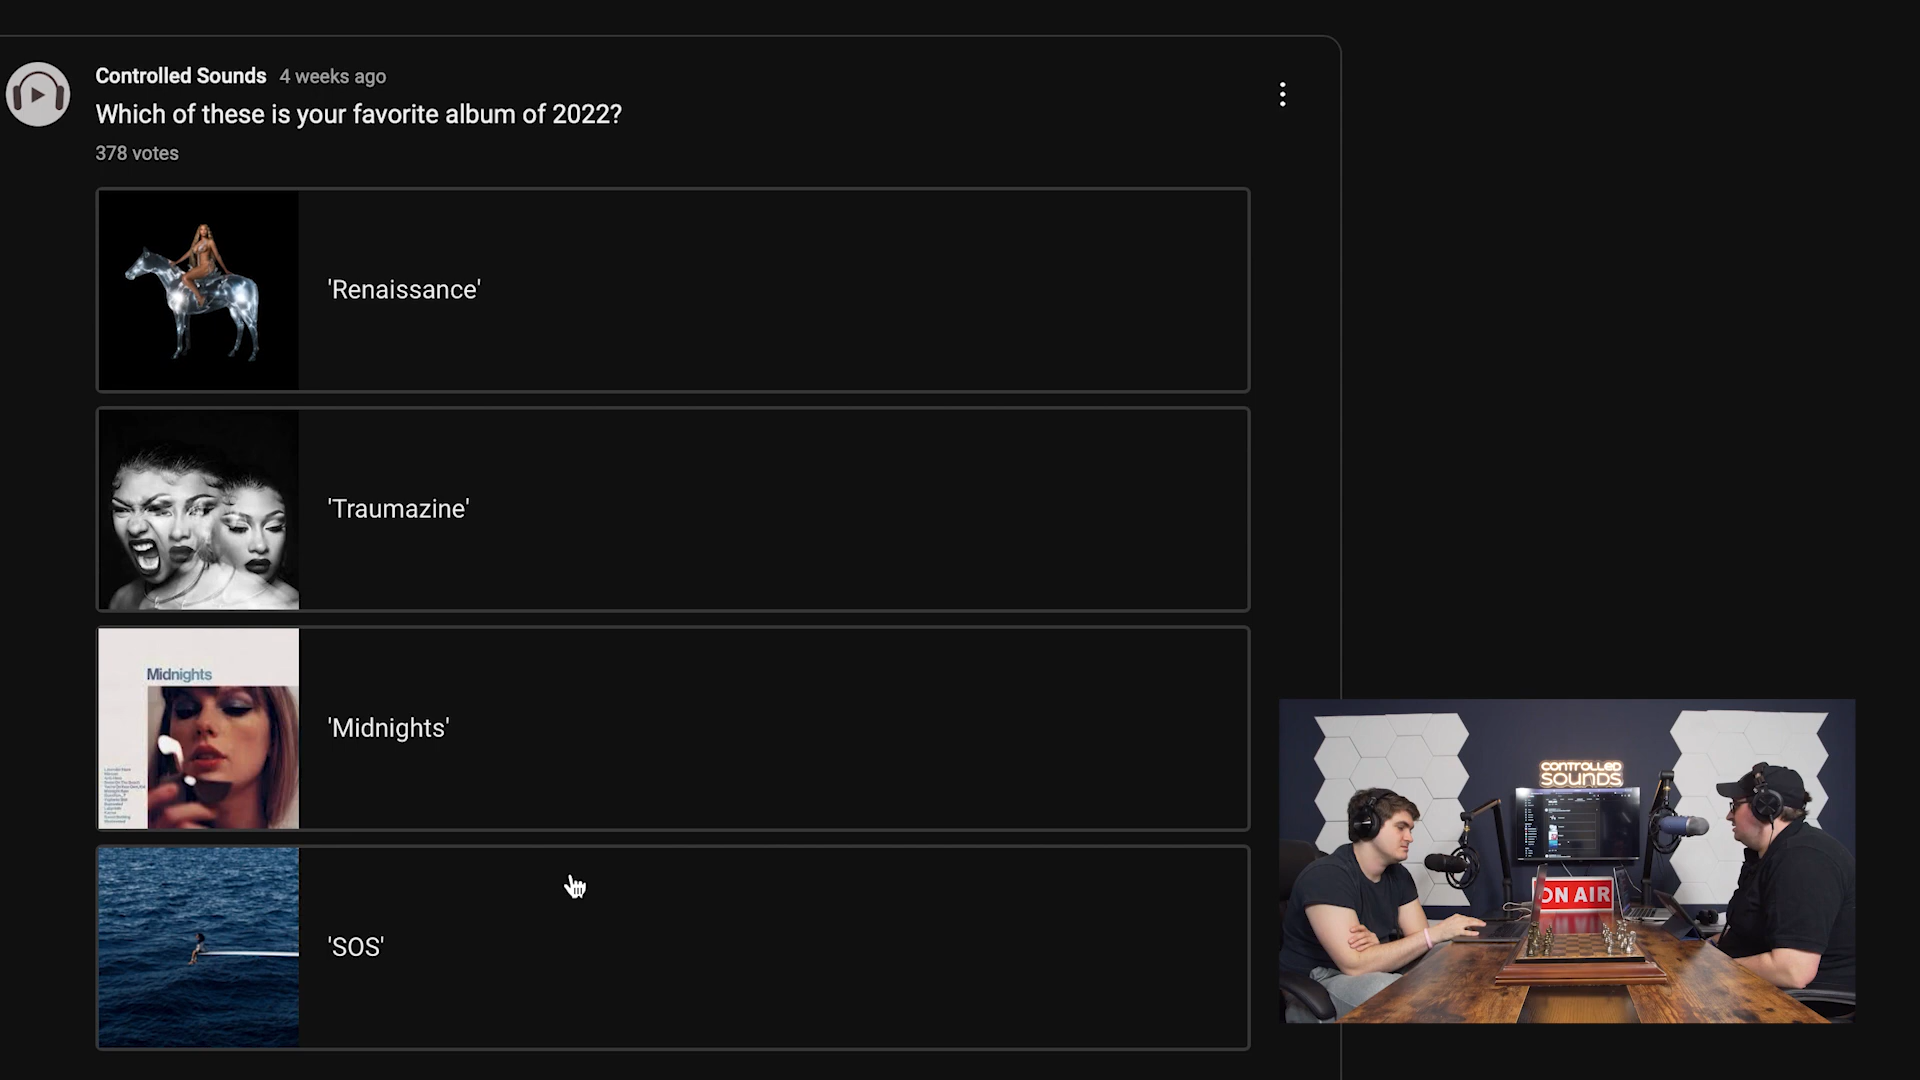 Controlled Sounds 4 weeks ago
Which of these is your favorite album of 2022?
378 votes
'Renaissance'
'Traumazine'
Midnights
'Midnights'
'SOS'
CONTROLLED
SOUNDS
ON AIR